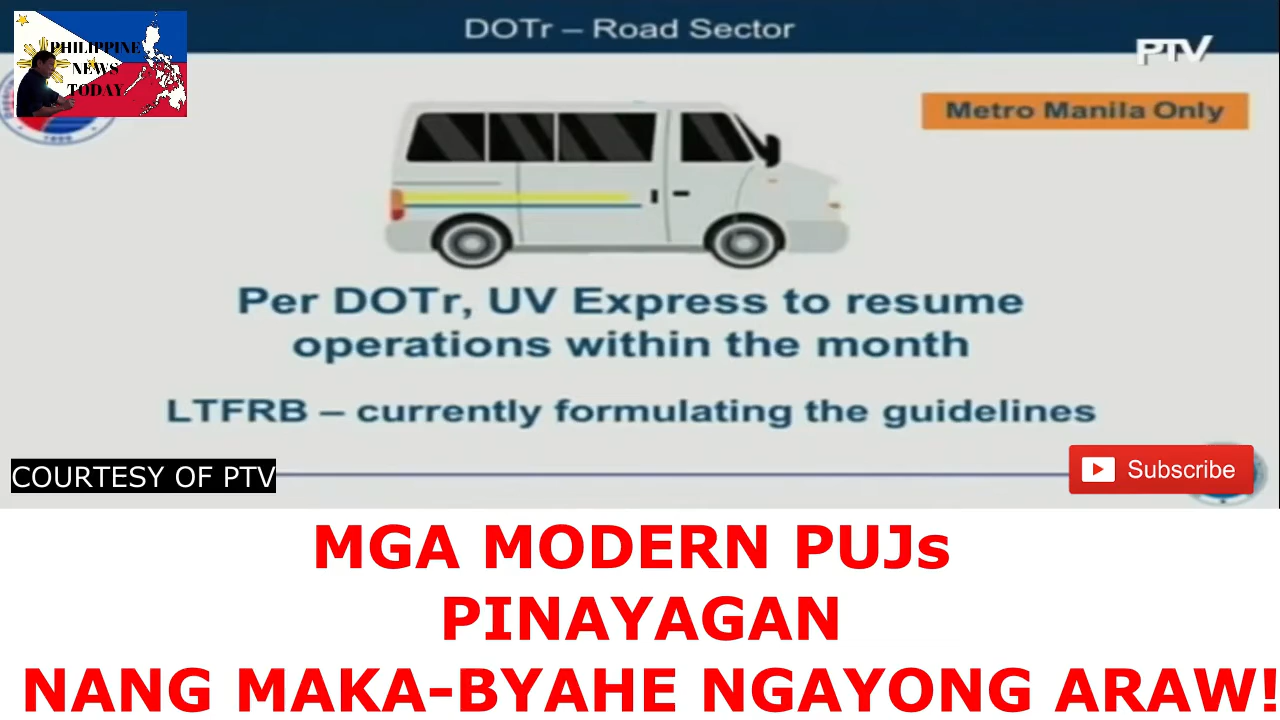 DOTr – Road Sector
PTV
PHILIPPINE
NEWS
TODAY
Metro Manila Only
Per DOTr, UV Express to resume
operations within the month
LTFRB – currently formulating the guidelines
COURTESY OF PTV
Subscribe
MGA MODERN PUJs
PINAYAGAN
NANG MAKA-BYAHE NGAYONG ARAW!